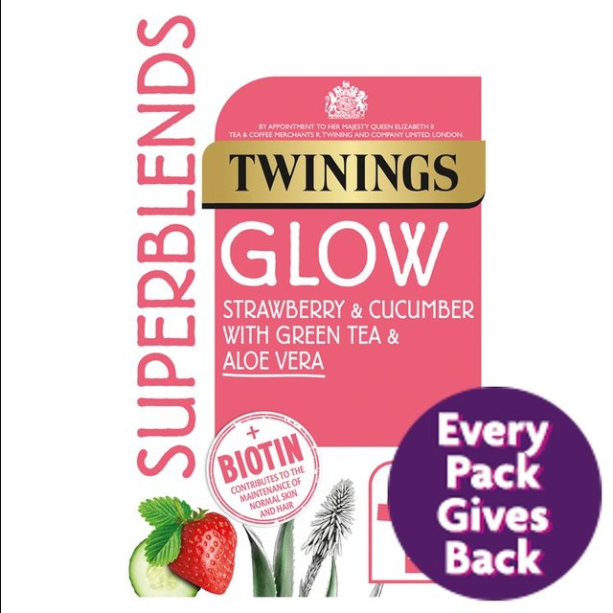 SUPERBLENDS
BY APPOINTMENT TO HER MAJESTY QUEEN ELIZABETH II
TEA & COFFEE MERCHANTS R. TWINING AND COMPANY LIMITED, LONDON.
TWININGS
GLOW
STRAWBERRY & CUCUMBER
WITH GREEN TEA &
ALOE VERA
+
BIOTIN
CONTRIBUTES TO THE
MAINTENANCE OF
NORMAL SKIN
AND HAIR
Every
Pack
Gives
Back